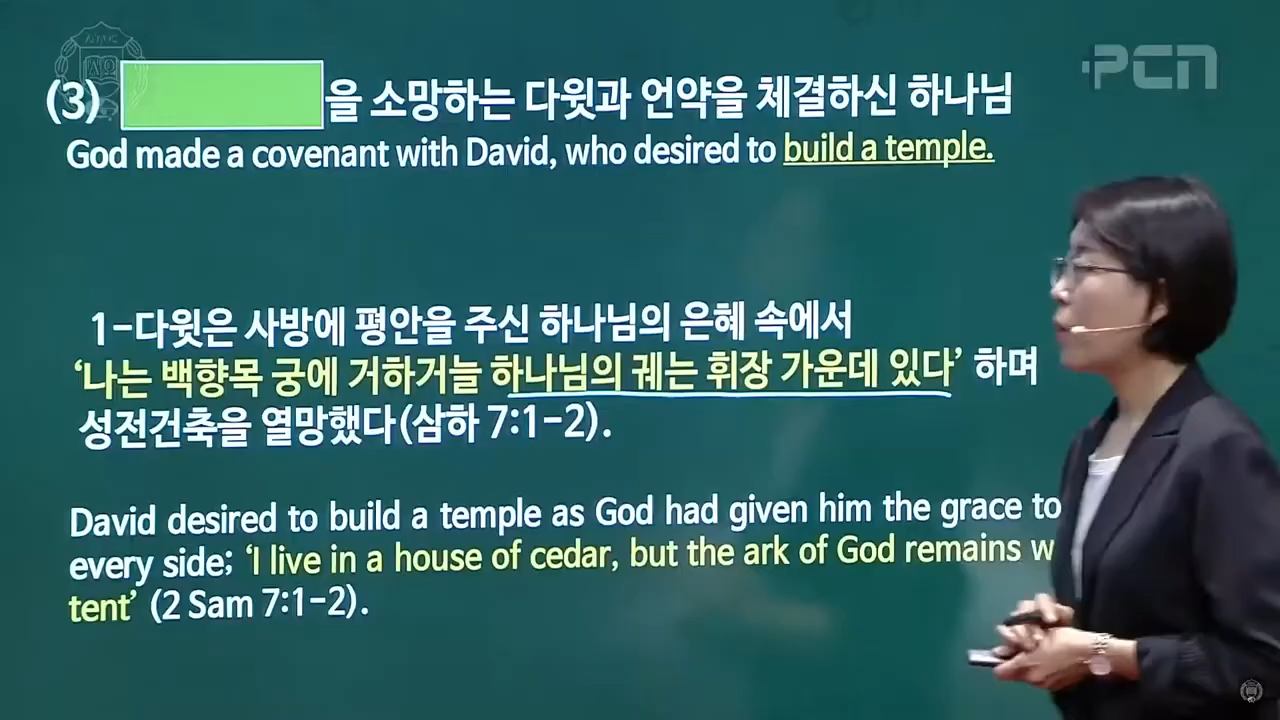 PCN
(3) 을 소망하는 다윗과 언약을 체결하신 하나님
God made a covenant with David, who desired to build a temple.
1-다윗은 사방에 평안을 주신 하나님의 은혜 속에서
‘나는 백향목 궁에 거하거늘 하나님의 궤는 휘장 가운데 있다’ 하며
성전건축을 열망했다(삼하 7:1-2).
David desired to build a temple as God had given him the grace to
every side; ‘I live in a house of cedar, but the ark of God remains w
tent’ (2 Sam 7:1-2).